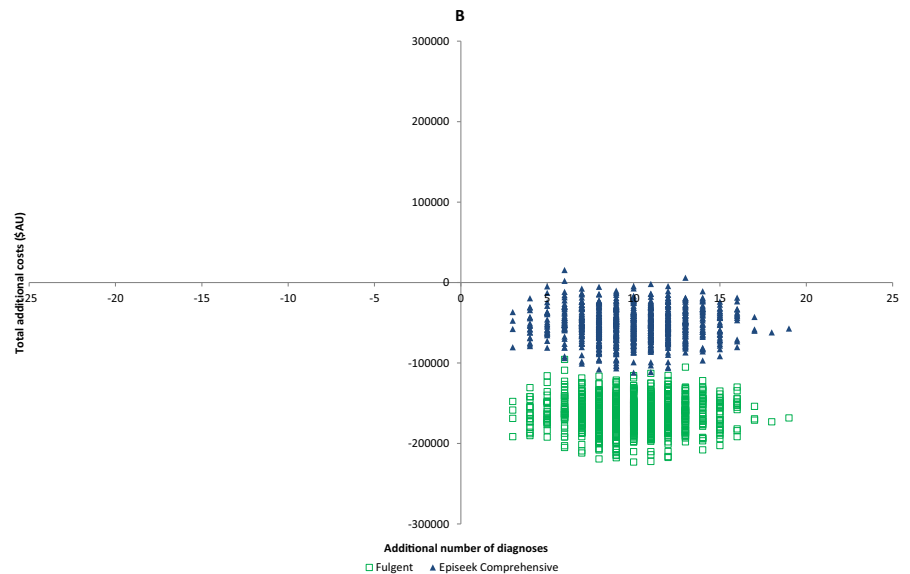 B
300000
200000
100000
0
-100000
-200000
-300000
-25 -20 -15 -10 -5 0 5 10 15 20 25
Total additional costs ($AU)
Additional number of diagnoses
Fulgent Episeek Comprehensive